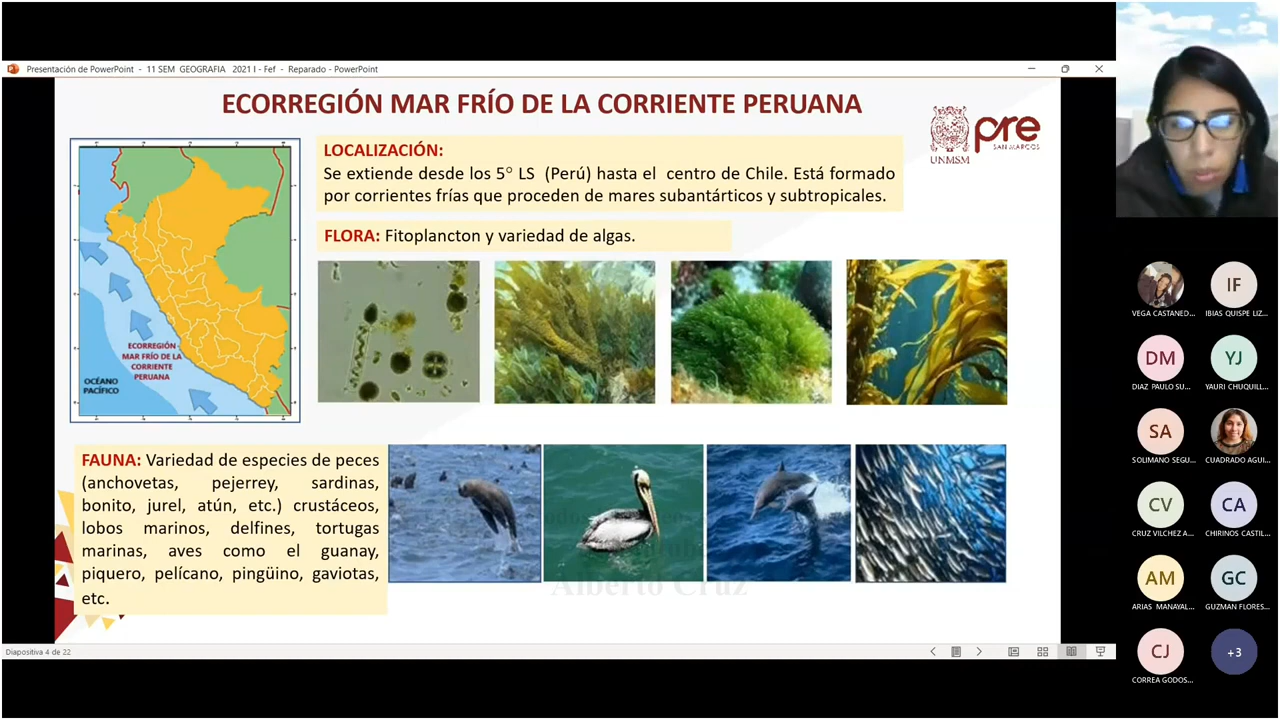 Presentación de PowerPoint - 11 SEM GEOGRAFIA 2021 I - Fef - Reparado - PowerPoint
ECORREGIÓN MAR FRÍO DE LA CORRIENTE PERUANA
UNMSM
pre
SAN MARCOS
LOCALIZACIÓN:
Se extiende desde los 5° LS (Perú) hasta el centro de Chile. Está formado
por corrientes frías que proceden de mares subantárticos y subtropicales.
FLORA: Fitoplancton y variedad de algas.
ECORREGIÓN
MAR FRÍO DE LA
CORRIENTE
PERUANA
OCÉANO
PACÍFICO
FAUNA: Variedad de especies de peces
(anchovetas, pejerrey, sardinas,
bonito, jurel, atún, etc.) crustáceos,
lobos marinos, delfines, tortugas
marinas, aves como el guanay,
piquero, pelícano, pingüino, gaviotas,
etc.
Alberto Cruz
Diapositiva 4 de 22
VEGA CASTANED...
IF
IBIAS QUISPE LIZ...
DM
DIAZ PAULO SU...
YJ
YAURI CHUQUILL...
SA
SOLIMANO SEGU...
CUADRADO AGUI...
CV
CRUZ VILCHEZ A...
CA
CHIRINOS CASTIL...
AM
ARIAS MANAYAL...
GC
GUZMAN FLORES...
CJ
CORREA GODOS...
+3